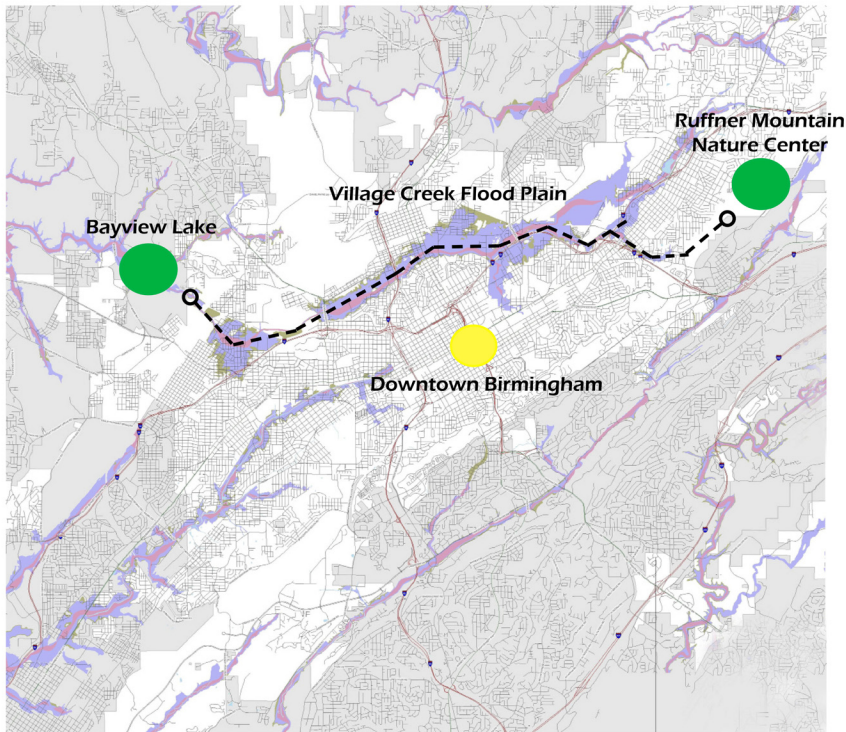 Ruffner Mountain
Nature Center
Village Creek Flood Plain
Bayview Lake
Downtown Birmingham